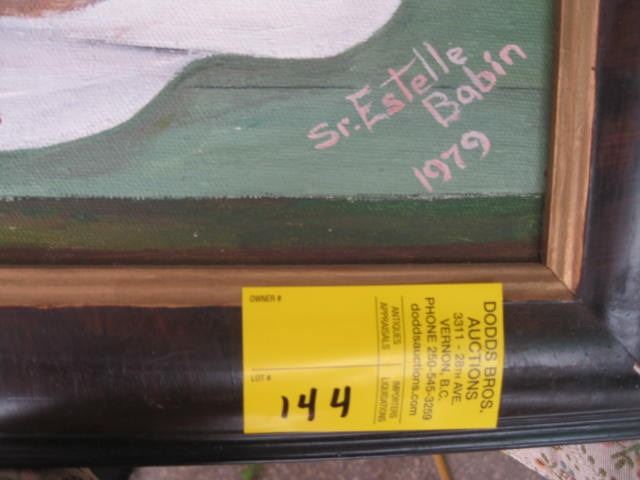 Sr. Estelle
Babin
1979
OWNER #
LOT #
144
ANTIQUES
APPRAISALS
IMPORTERS
LIQUIDATIONS
DODDS BROS.
AUCTIONS
3311 - 28TH AVE.
VERNON, B.C.
PHONE 250-545-3259
doddsauctions.com